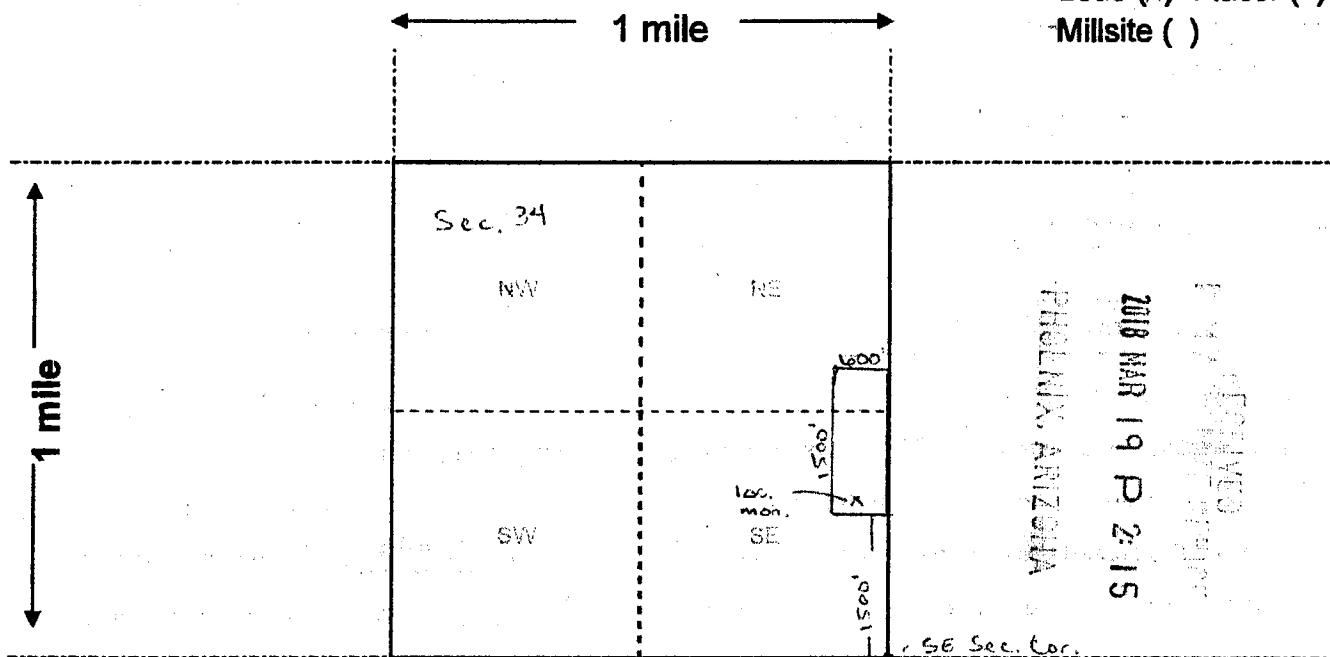 1 mile
Millsite ( )
1 mile
Sec. 34
NW
NE
600'
1500'
loc.
mon.
X
SW
SE
1500'
SE Sec. Cor.
RECEIVED
2018 MAR 19 P 2:15
PHOENIX, ARIZONA